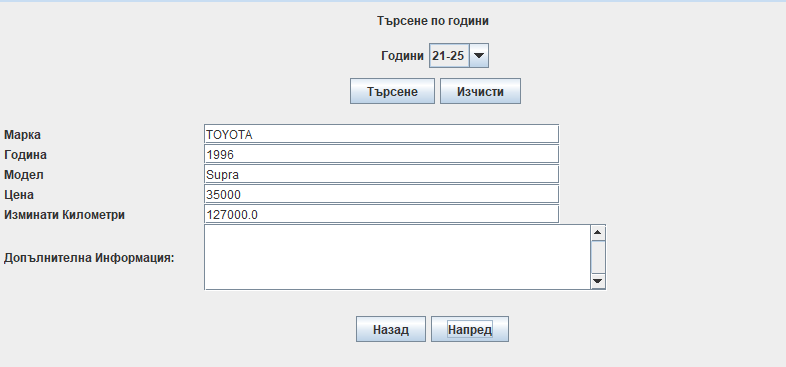 Търсене по години
Години 21-25
Търсене Изчисти
Марка TOYOTA
Година 1996
Модел Supra
Цена 35000
Изминати Километри 127000.0
Допълнителна Информация:
Назад Напред